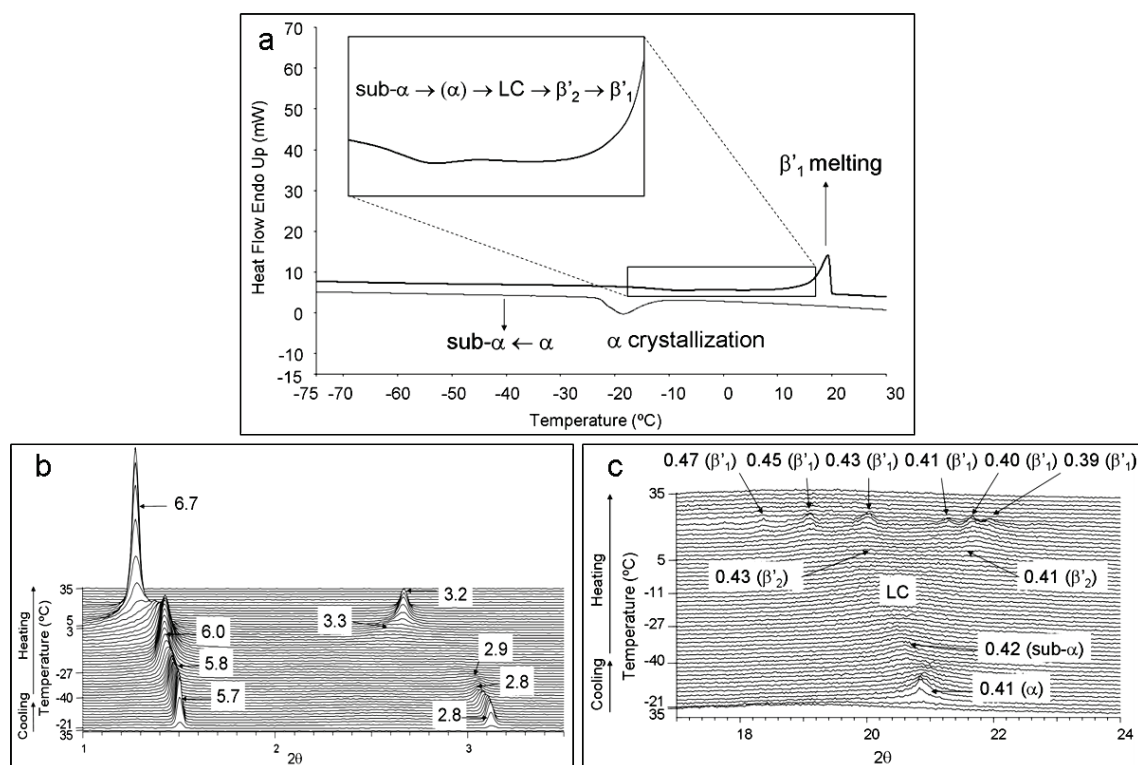 a
70
60
50
40
30
20
10
0
-10
-15
Heat Flow Endo Up (mW)
sub-α → (α) → LC → β'₂ → β'₁
β'₁ melting
sub-α ← α
α crystallization
-75 -70 -60 -50 -40 -30 -20 -10 0 10 20 30
Temperature (ºC)
b
6.7
3.2
3.3
6.0
5.8
5.7
2.9
2.8
2.8
35
5
3
-27
-40
-21
35
Cooling Heating
Temperature (ºC)
1 2 3
2θ
c
0.47 (β'₁) 0.45 (β'₁) 0.43 (β'₁) 0.41 (β'₁) 0.40 (β'₁) 0.39 (β'₁)
0.43 (β'₂) 0.41 (β'₂)
LC
0.42 (sub-α)
0.41 (α)
35
5
-11
-27
-40
-21
35
Cooling Heating
Temperature (ºC)
18 20 22 24
2θ